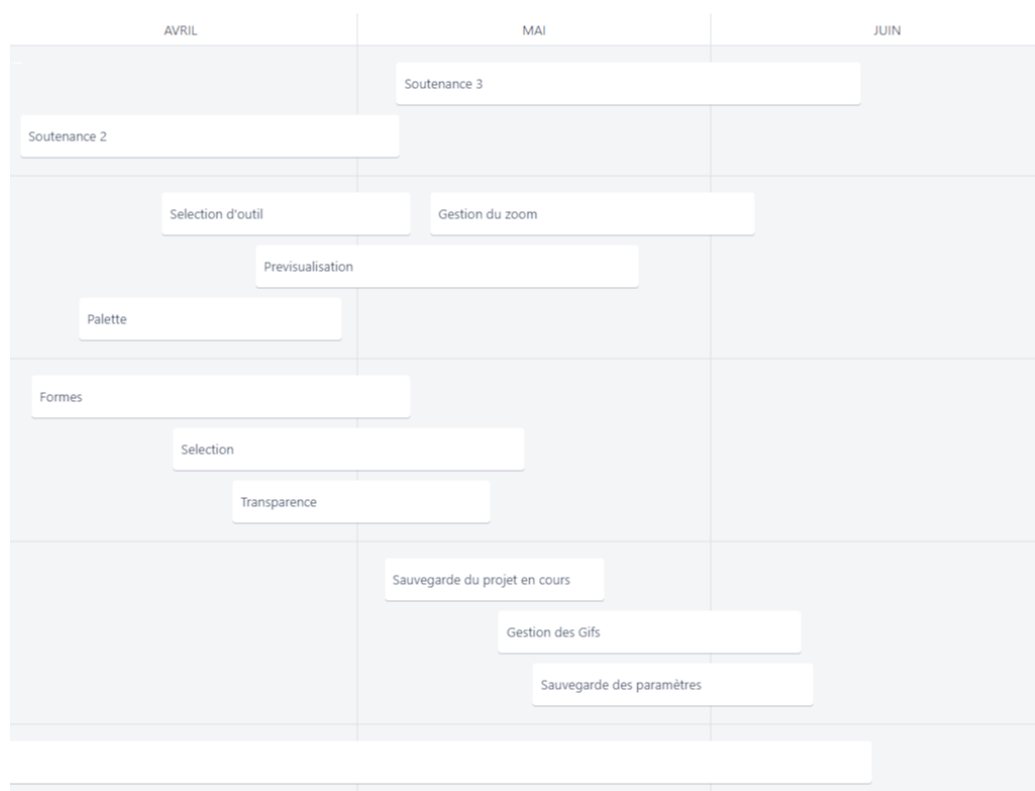 AVRIL
MAI
JUIN
Soutenance 3
Soutenance 2
Selection d'outil
Gestion du zoom
Previsualisation
Palette
Formes
Selection
Transparence
Sauvegarde du projet en cours
Gestion des Gifs
Sauvegarde des paramètres